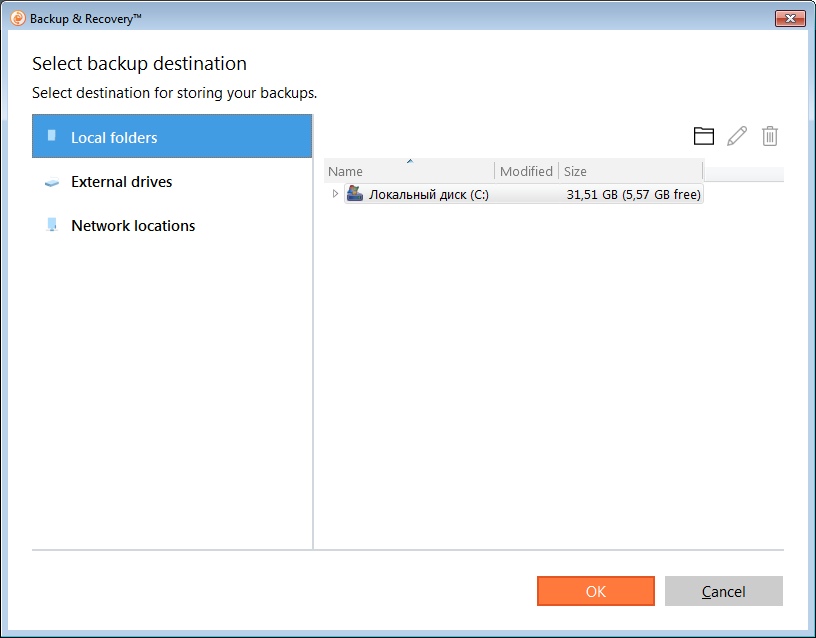 Backup & Recovery™
Select backup destination
Select destination for storing your backups.
Local folders
External drives
Network locations
Name Modified Size
Локальный диск (C:) 31,51 GB (5,57 GB free)
OK Cancel